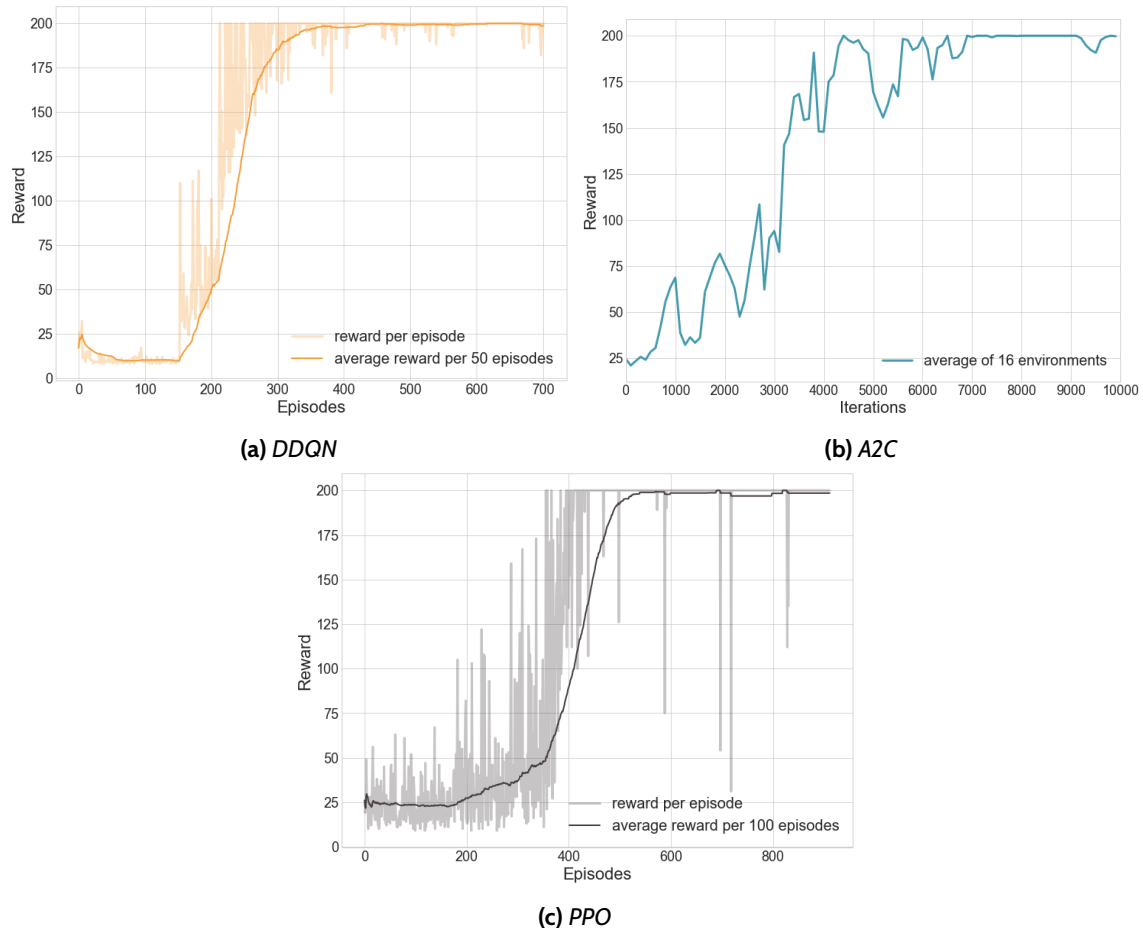 200
175
150
125
100
75
50
25
0
Reward
reward per episode
average reward per 50 episodes
0 100 200 300 400 500 600 700
Episodes
(a) DDQN
200
175
150
125
100
75
50
25
Reward
average of 16 environments
0 1000 2000 3000 4000 5000 6000 7000 8000 9000 10000
Iterations
(b) A2C
200
175
150
125
100
75
50
25
0
Reward
reward per episode
average reward per 100 episodes
0 200 400 600 800
Episodes
(c) PPO